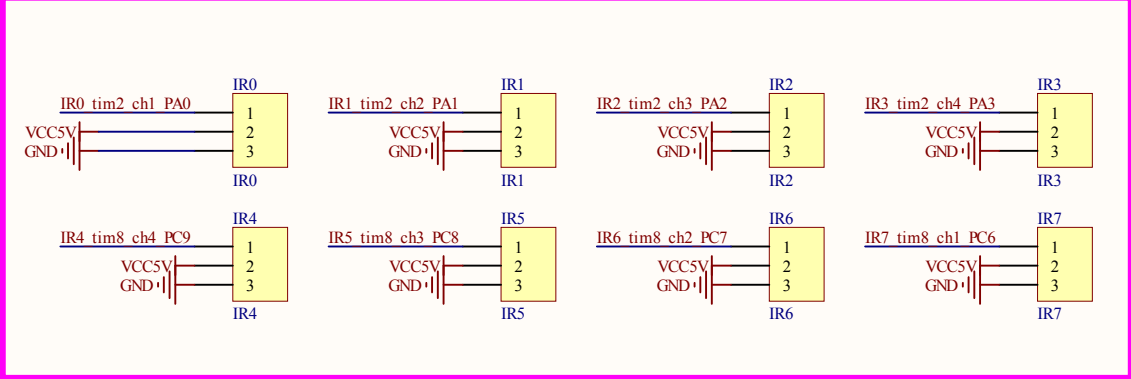 IR0 IR1 IR2 IR3
IR0_tim2_ch1_PA0 1 IR1_tim2_ch2_PA1 1 IR2_tim2_ch3_PA2 1 IR3_tim2_ch4_PA3 1
VCC5V 2 VCC5V 2 VCC5V 2 VCC5V 2
GND 3 GND 3 GND 3 GND 3
IR0 IR1 IR2 IR3
IR4 IR5 IR6 IR7
IR4_tim8_ch4_PC9 1 IR5_tim8_ch3_PC8 1 IR6_tim8_ch2_PC7 1 IR7_tim8_ch1_PC6 1
VCC5V 2 VCC5V 2 VCC5V 2 VCC5V 2
GND 3 GND 3 GND 3 GND 3
IR4 IR5 IR6 IR7